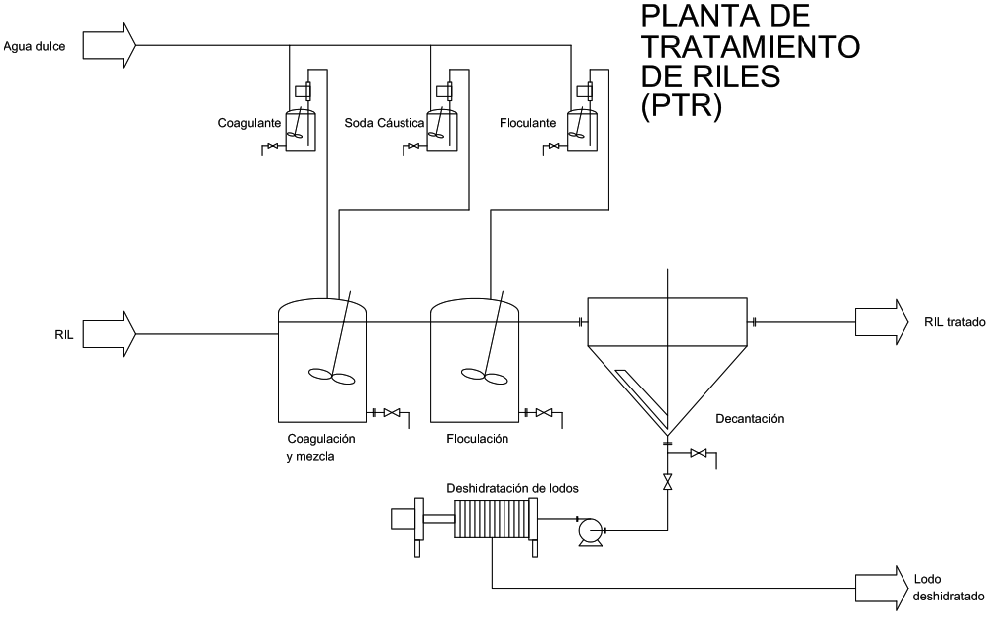 PLANTA DE
TRATAMIENTO
DE RILES
(PTR)
Agua dulce
Coagulante
Soda Cáustica
Floculante
RIL
RIL tratado
Decantación
Coagulación
y mezcla
Floculación
Deshidratación de lodos
Lodo
deshidratado